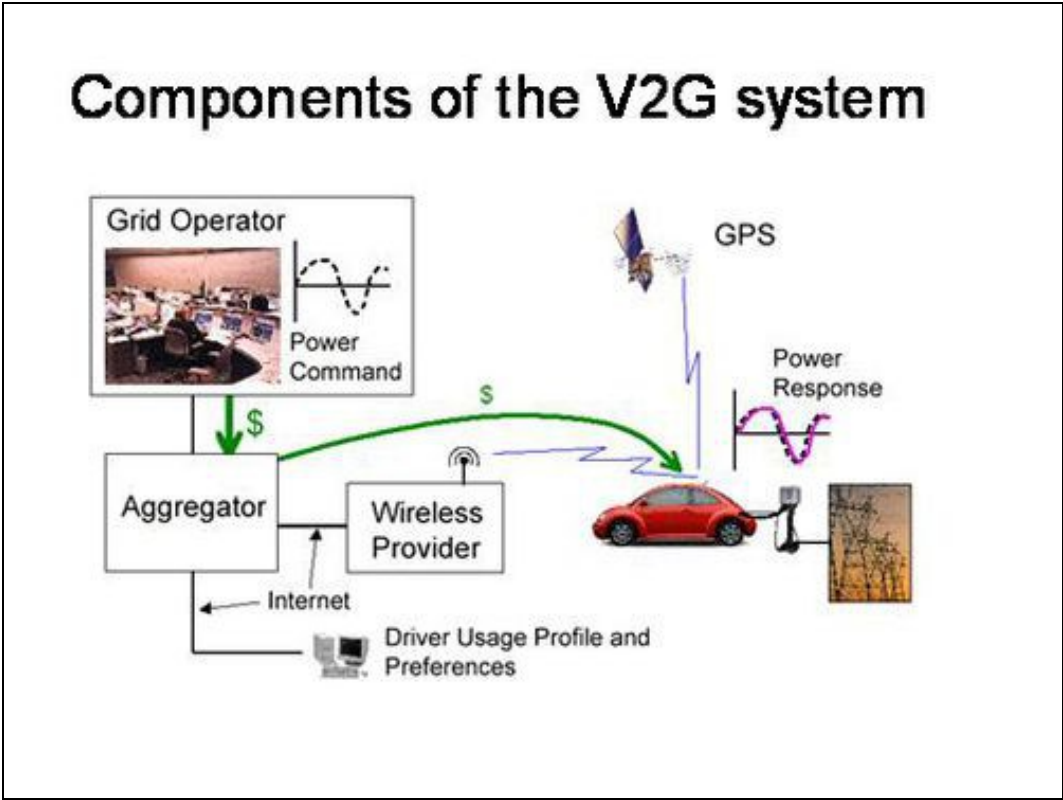 Components of the V2G system
Grid Operator
Power
Command
GPS
Power
Response
$
$
Aggregator
Wireless
Provider
Internet
Driver Usage Profile and
Preferences